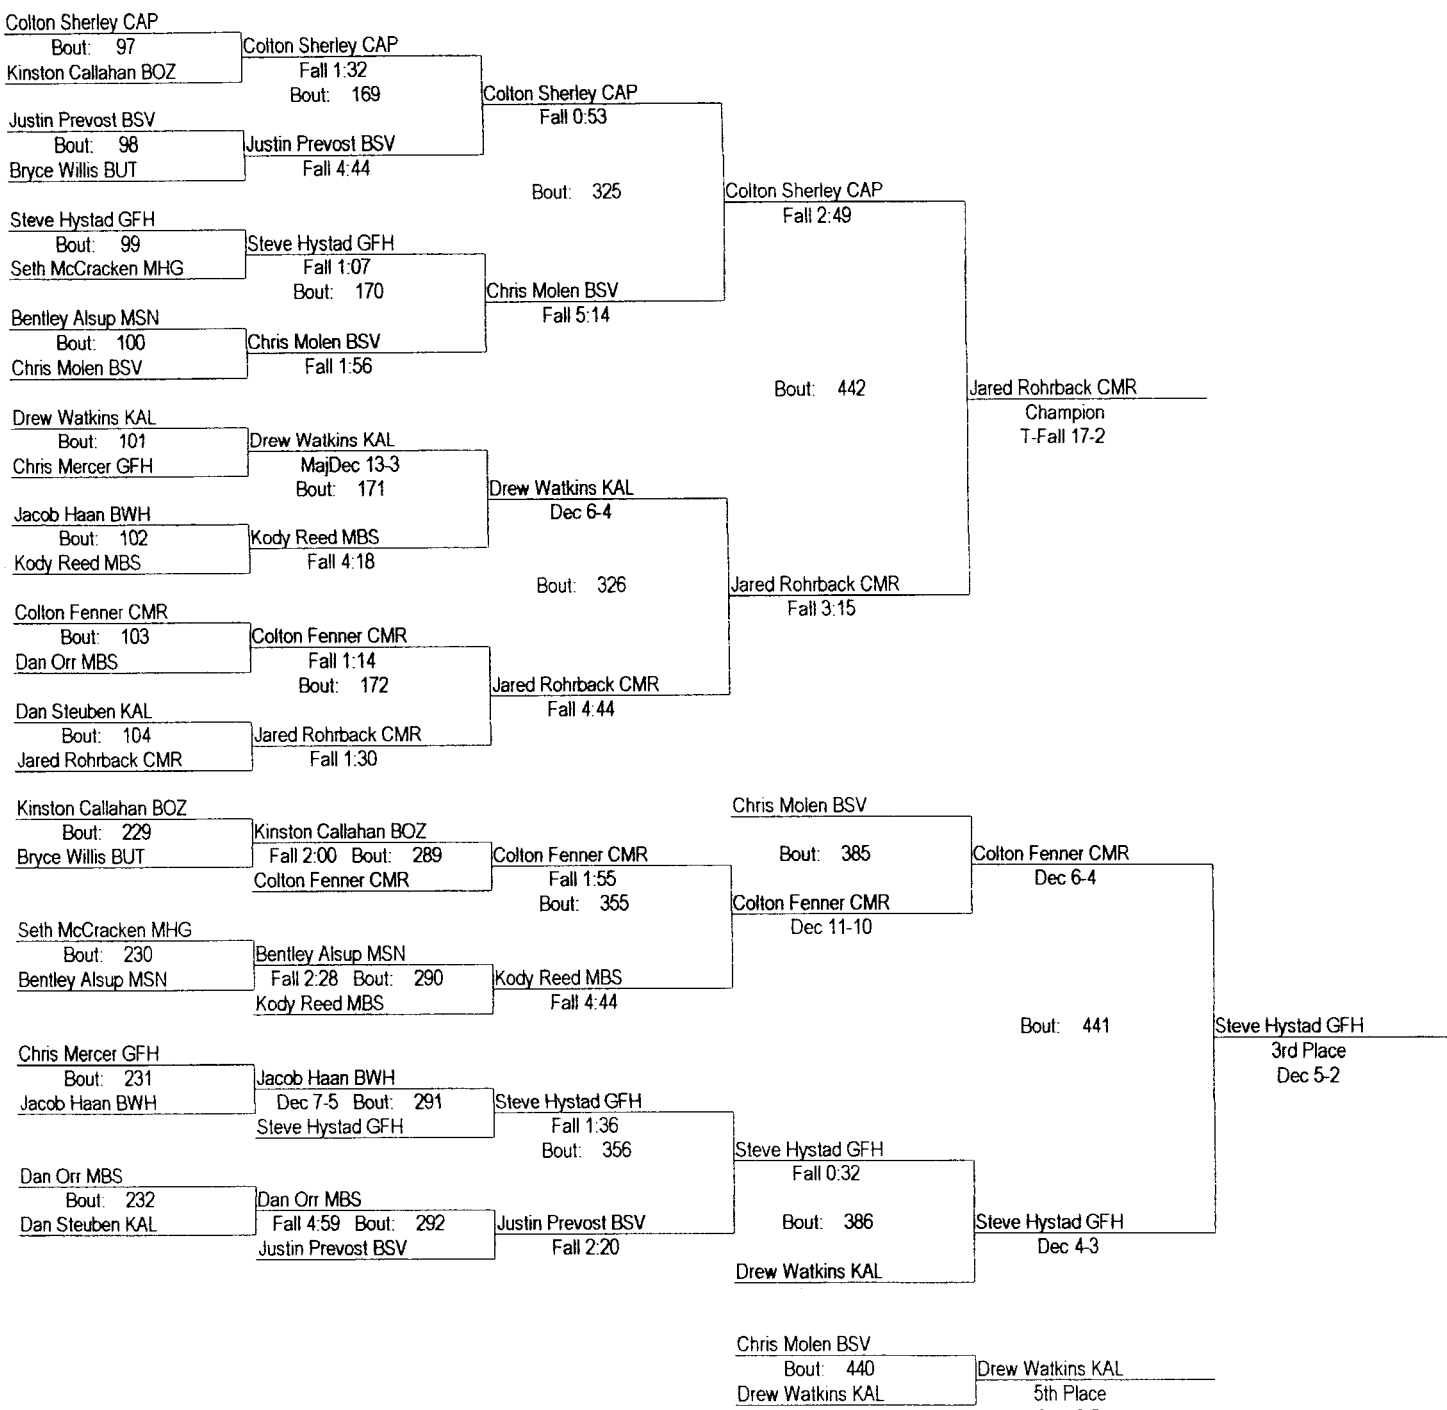 Colton Sherley CAP
Bout: 97
Colton Sherley CAP
Kinston Callahan BOZ
Fall 1:32
Bout: 169
Colton Sherley CAP
Justin Prevost BSV
Fall 0:53
Bout: 98
Justin Prevost BSV
Bryce Willis BUT
Fall 4:44
Bout: 325
Colton Sherley CAP
Fall 2:49
Steve Hystad GFH
Bout: 99
Steve Hystad GFH
Seth McCracken MHG
Fall 1:07
Bout: 170
Chris Molen BSV
Fall 5:14
Bentley Alsup MSN
Bout: 100
Chris Molen BSV
Chris Molen BSV
Fall 1:56
Bout: 442
Jared Rohrback CMR
Champion
T-Fall 17-2
Drew Watkins KAL
Bout: 101
Drew Watkins KAL
Chris Mercer GFH
MajDec 13-3
Bout: 171
Drew Watkins KAL
Dec 6-4
Jacob Haan BWH
Bout: 102
Kody Reed MBS
Kody Reed MBS
Fall 4:18
Bout: 326
Jared Rohrback CMR
Fall 3:15
Colton Fenner CMR
Bout: 103
Colton Fenner CMR
Dan Orr MBS
Fall 1:14
Bout: 172
Jared Rohrback CMR
Fall 4:44
Dan Steuben KAL
Bout: 104
Jared Rohrback CMR
Jared Rohrback CMR
Fall 1:30
Kinston Callahan BOZ
Bout: 229
Kinston Callahan BOZ
Bryce Willis BUT
Fall 2:00 Bout: 289
Colton Fenner CMR
Colton Fenner CMR
Fall 1:55
Bout: 355
Chris Molen BSV
Bout: 385
Colton Fenner CMR
Dec 6-4
Colton Fenner CMR
Dec 11-10
Seth McCracken MHG
Bout: 230
Bentley Alsup MSN
Bentley Alsup MSN
Fall 2:28 Bout: 290
Kody Reed MBS
Kody Reed MBS
Fall 4:44
Bout: 441
Steve Hystad GFH
3rd Place
Dec 5-2
Chris Mercer GFH
Bout: 231
Jacob Haan BWH
Jacob Haan BWH
Dec 7-5 Bout: 291
Steve Hystad GFH
Steve Hystad GFH
Fall 1:36
Bout: 356
Steve Hystad GFH
Fall 0:32
Dan Orr MBS
Bout: 232
Dan Steuben KAL
Dan Orr MBS
Fall 4:59 Bout: 292
Justin Prevost BSV
Justin Prevost BSV
Fall 2:20
Bout: 386
Steve Hystad GFH
Dec 4-3
Drew Watkins KAL
Chris Molen BSV
Bout: 440
Drew Watkins KAL
Drew Watkins KAL
5th Place